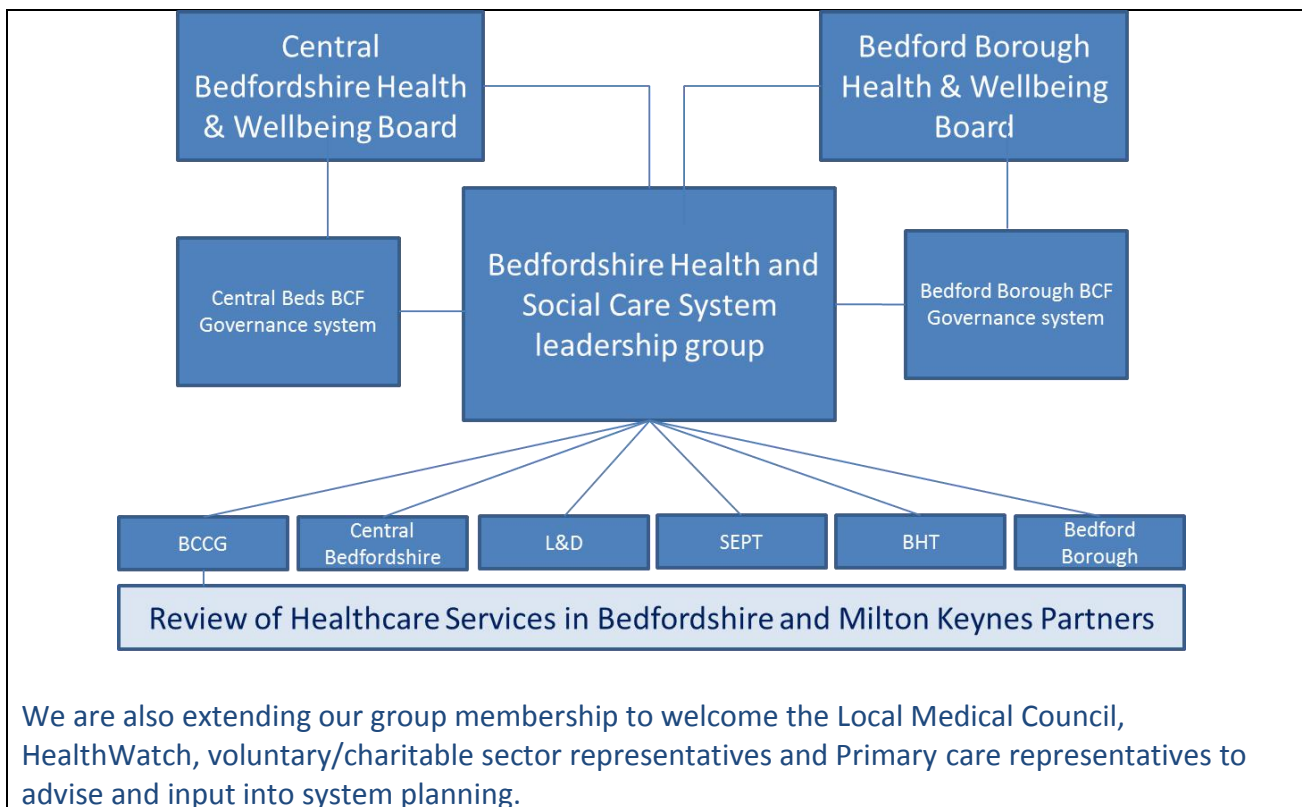 Central
Bedfordshire Health
& Wellbeing Board
Bedford Borough
Health & Wellbeing
Board
Central Beds BCF
Governance system
Bedfordshire Health and
Social Care System
leadership group
Bedford Borough BCF
Governance system
BCCG
Central
Bedfordshire
L&D
SEPT
BHT
Bedford
Borough
Review of Healthcare Services in Bedfordshire and Milton Keynes Partners
We are also extending our group membership to welcome the Local Medical Council,
HealthWatch, voluntary/charitable sector representatives and Primary care representatives to
advise and input into system planning.